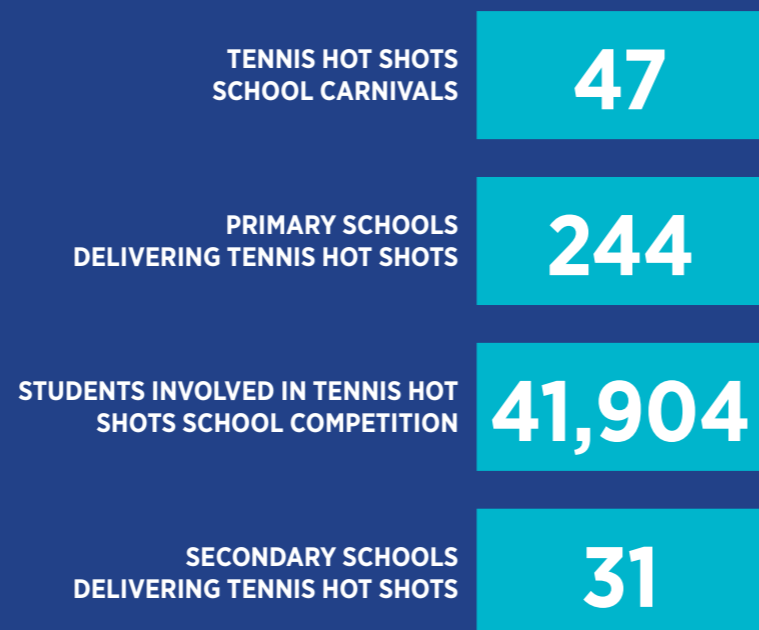 TENNIS HOT SHOTS
SCHOOL CARNIVALS
47
PRIMARY SCHOOLS
DELIVERING TENNIS HOT SHOTS
244
STUDENTS INVOLVED IN TENNIS HOT
SHOTS SCHOOL COMPETITION
41,904
SECONDARY SCHOOLS
DELIVERING TENNIS HOT SHOTS
31